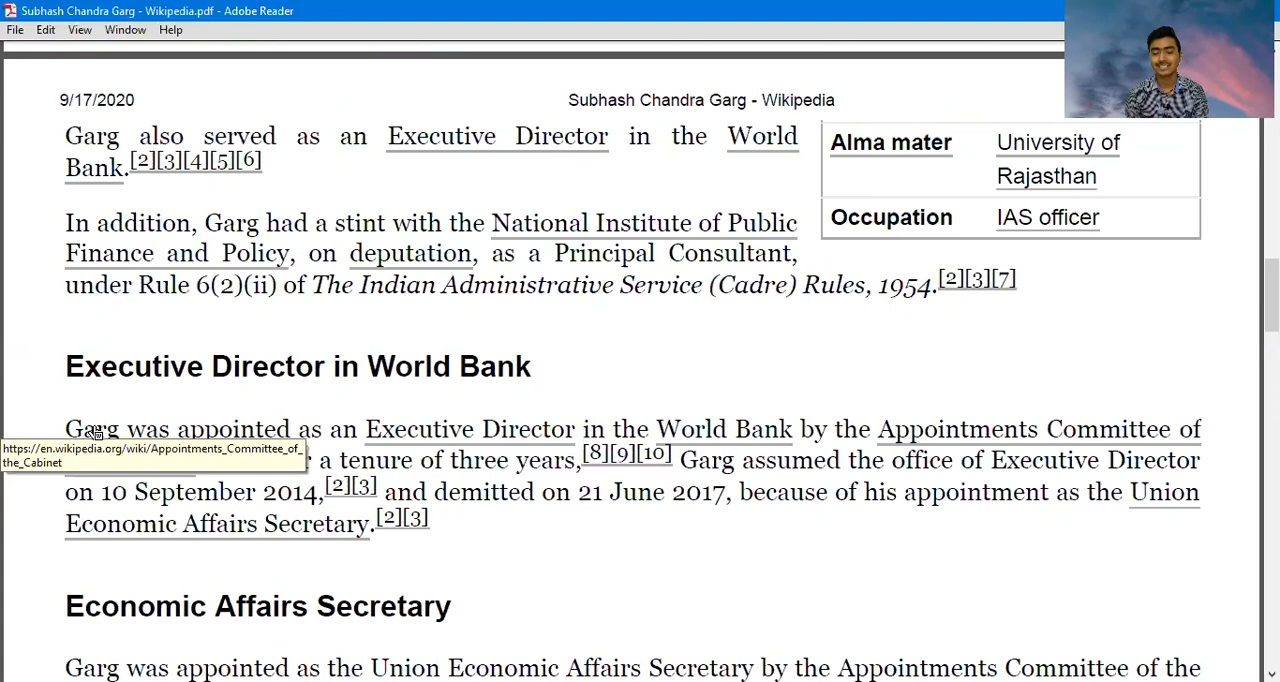 Subhash Chandra Garg - Wikipedia.pdf - Adobe Reader
File Edit View Window Help
9/17/2020 Subhash Chandra Garg - Wikipedia
Garg also served as an Executive Director in the World
Bank.[2][3][4][5][6]
Alma mater University of
Rajasthan
Occupation IAS officer
In addition, Garg had a stint with the National Institute of Public
Finance and Policy, on deputation, as a Principal Consultant,
under Rule 6(2)(ii) of The Indian Administrative Service (Cadre) Rules, 1954.[2][3][7]
Executive Director in World Bank
Garg was appointed as an Executive Director in the World Bank by the Appointments Committee of
https://en.wikipedia.org/wiki/Appointments_Committee_of_
the_Cabinet
a tenure of three years,[8][9][10] Garg assumed the office of Executive Director
on 10 September 2014,[2][3] and demitted on 21 June 2017, because of his appointment as the Union
Economic Affairs Secretary.[2][3]
Economic Affairs Secretary
Garg was appointed as the Union Economic Affairs Secretary by the Appointments Committee of the